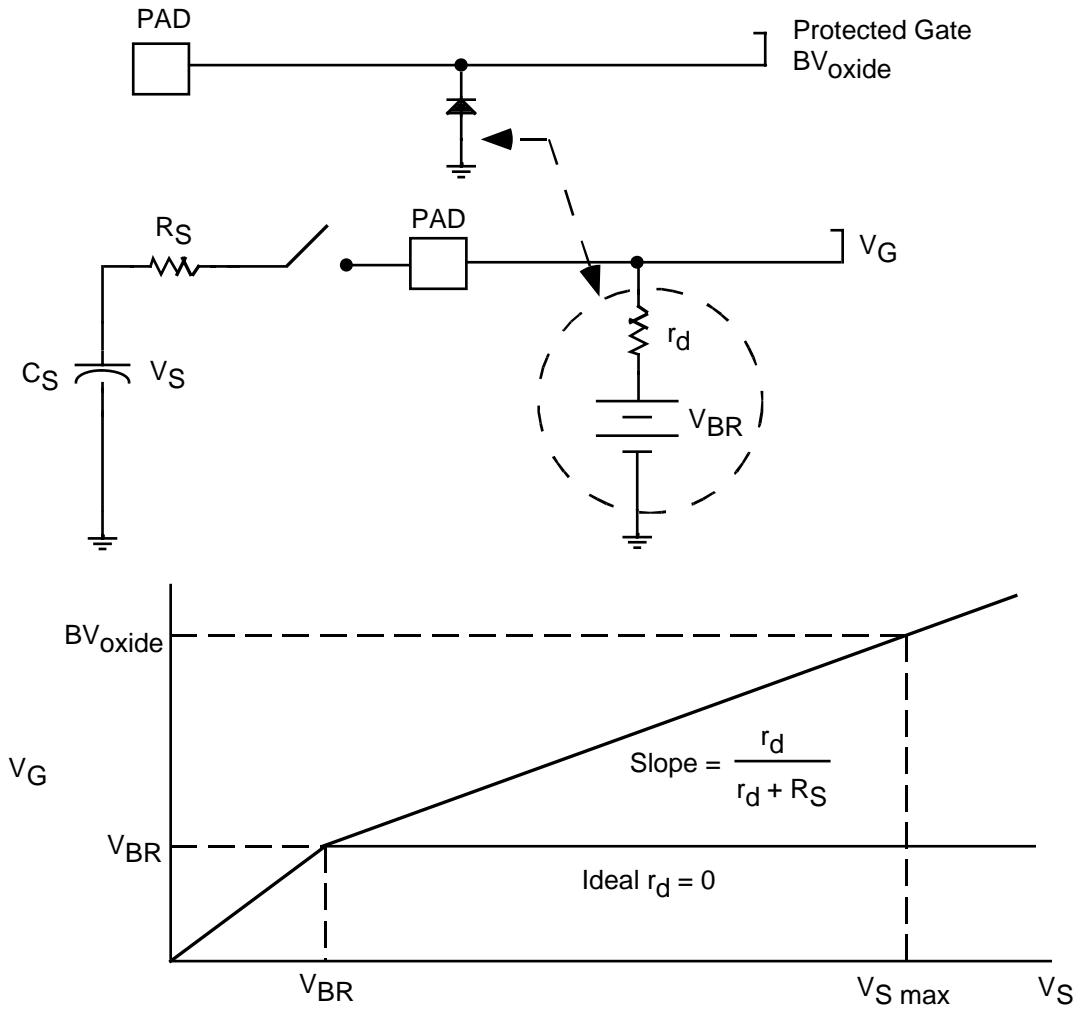 PAD
Protected Gate
BVoxide
RS
PAD
VG
rd
CS
VS
VBR
BVoxide
Slope = rd
rd + RS
VG
VBR
Ideal rd = 0
VBR
VS max
VS